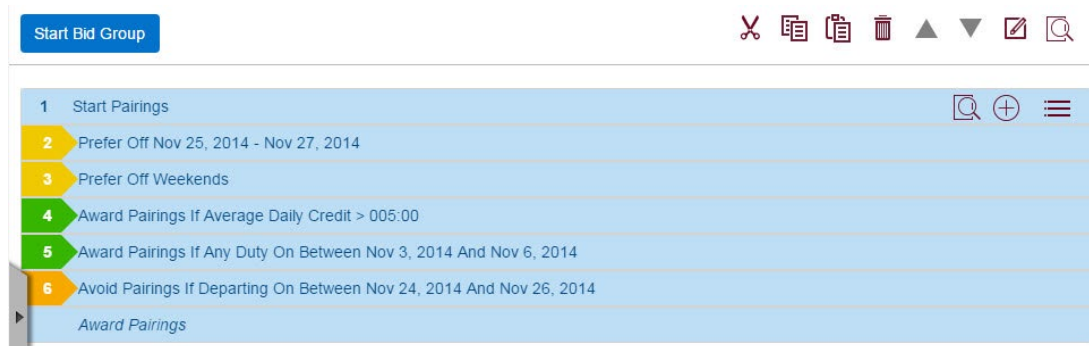 Start Bid Group
1 Start Pairings
2 Prefer Off Nov 25, 2014 - Nov 27, 2014
3 Prefer Off Weekends
4 Award Pairings If Average Daily Credit > 005:00
5 Award Pairings If Any Duty On Between Nov 3, 2014 And Nov 6, 2014
6 Avoid Pairings If Departing On Between Nov 24, 2014 And Nov 26, 2014
Award Pairings